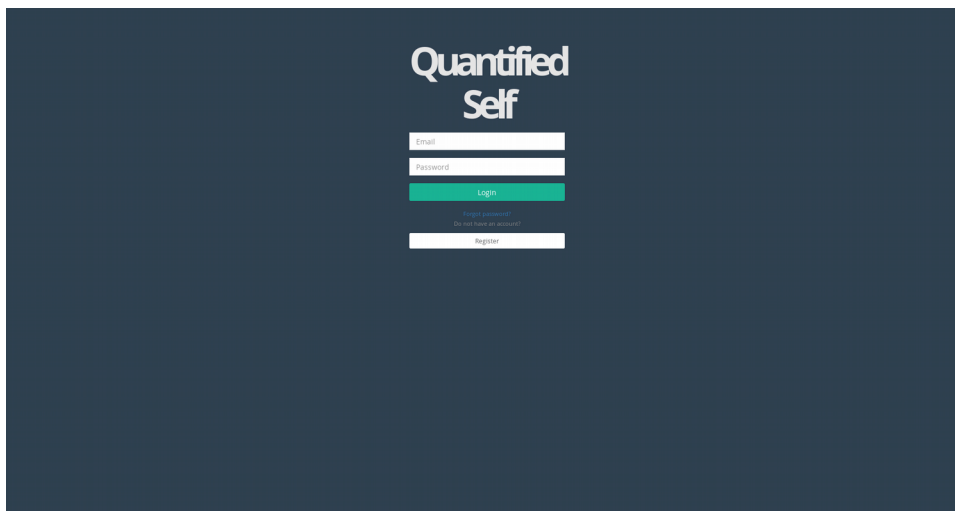 Quantified
Self
Email
Password
Login
Forgot password?
Do not have an account?
Register